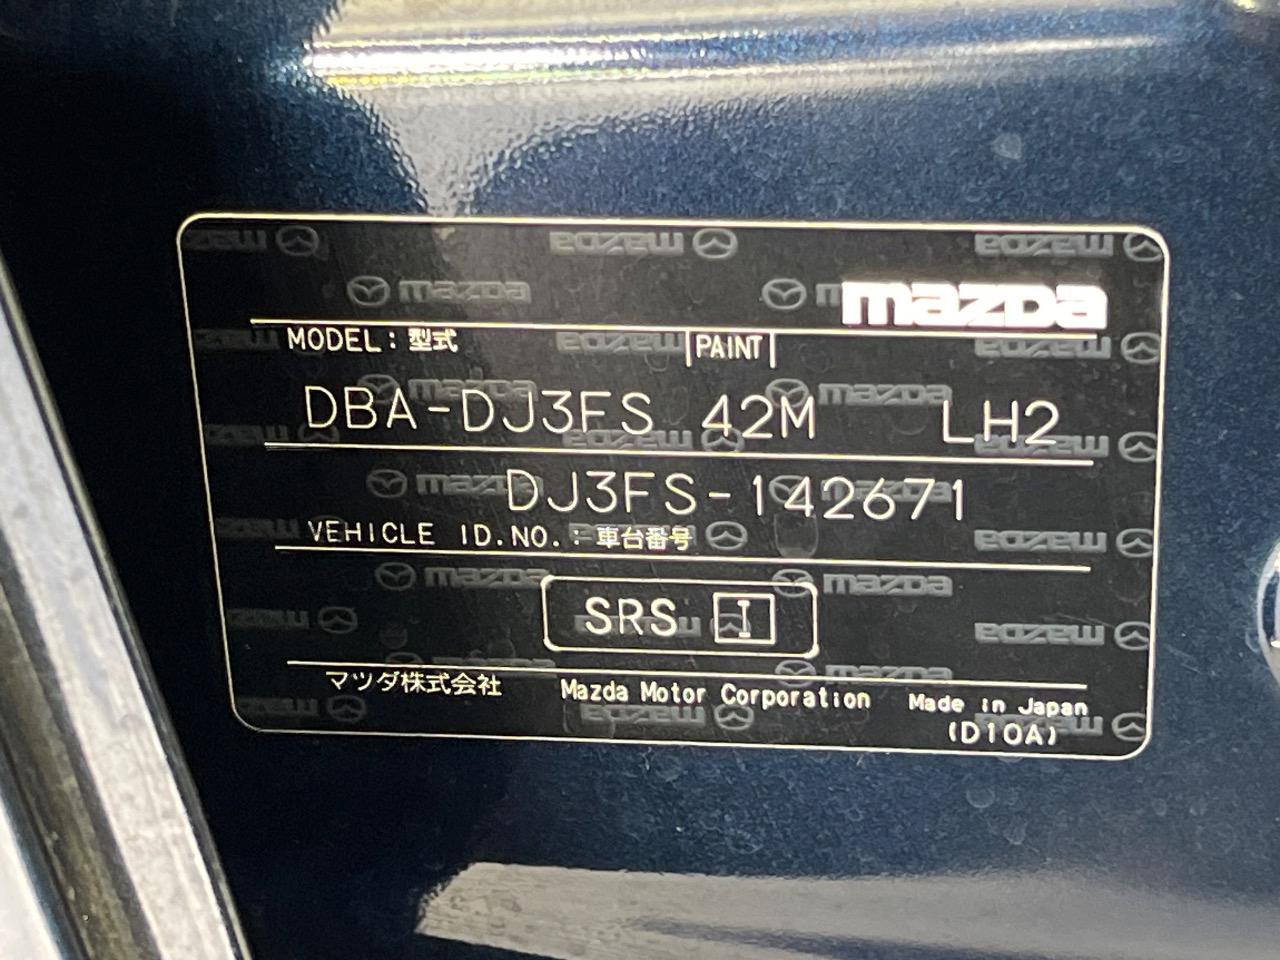 mazda
MODEL: 型式 PAINT
DBA-DJ3FS 42M LH2
DJ3FS-142671
VEHICLE ID.NO.: 車台番号
SRS I
マツダ株式会社 Mazda Motor Corporation Made in Japan
(D10A)